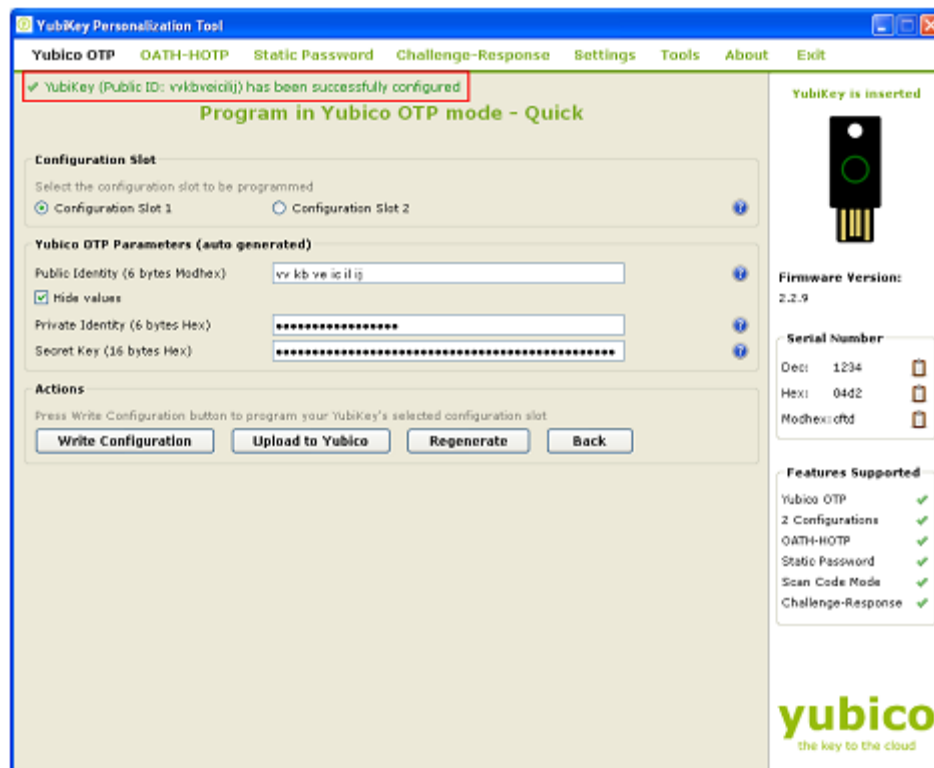 YubiKey Personalization Tool
Yubico OTP OATH-HOTP Static Password Challenge-Response Settings Tools About Exit
✔ YubiKey (Public ID: vvkbveicilij) has been successfully configured
Program in Yubico OTP mode - Quick
Configuration Slot
Select the configuration slot to be programmed
Configuration Slot 1 Configuration Slot 2
Yubico OTP Parameters (auto generated)
Public Identity (6 bytes Modhex) vv kb ve ic il ij
Hide values
Private Identity (6 bytes Hex)
Secret Key (16 bytes Hex)
Actions
Press Write Configuration button to program your YubiKey's selected configuration slot
Write Configuration Upload to Yubico Regenerate Back
YubiKey is inserted
Firmware Version:
2.2.9
Serial Number
Dec: 1234
Hex: 04d2
Modhex: cftd
Features Supported
Yubico OTP ✔
2 Configurations ✔
OATH-HOTP ✔
Static Password ✔
Scan Code Mode ✔
Challenge-Response ✔
yubico
the key to the cloud